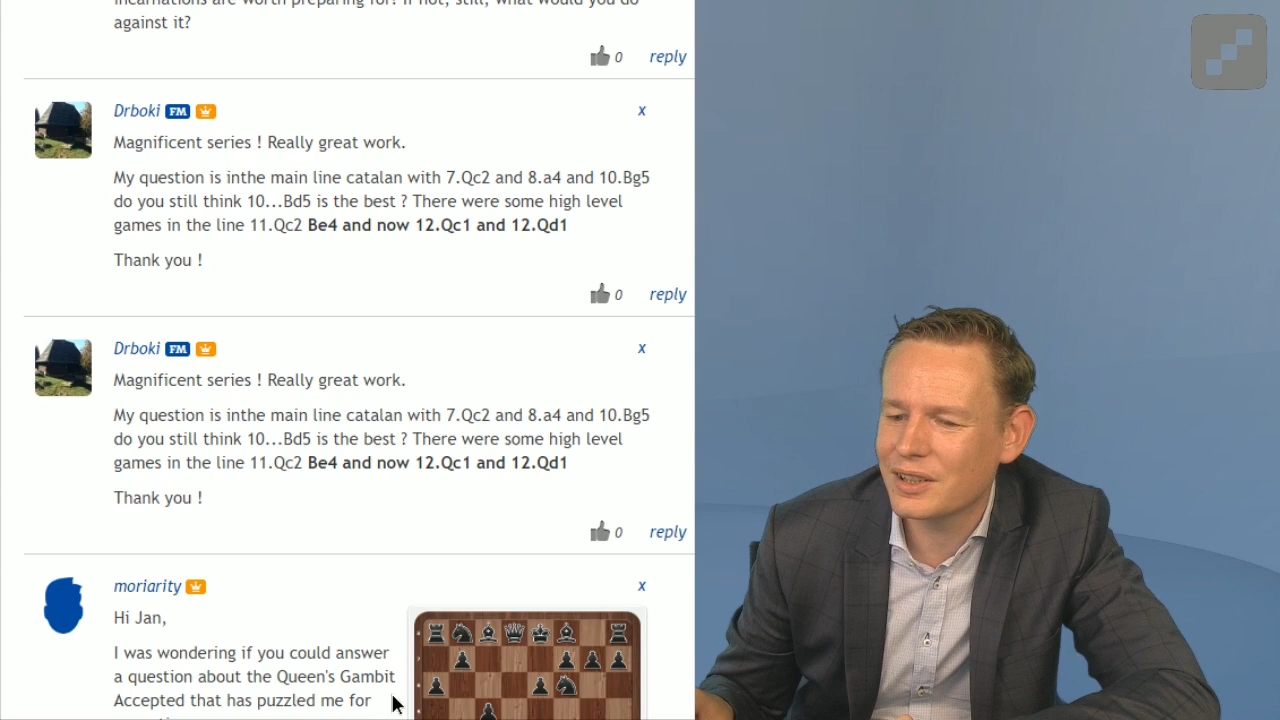 against it?
0 reply
Drboki FM x
Magnificent series ! Really great work.
My question is inthe main line catalan with 7.Qc2 and 8.a4 and 10.Bg5
do you still think 10...Bd5 is the best ? There were some high level
games in the line 11.Qc2 Be4 and now 12.Qc1 and 12.Qd1
Thank you !
0 reply
Drboki FM x
Magnificent series ! Really great work.
My question is inthe main line catalan with 7.Qc2 and 8.a4 and 10.Bg5
do you still think 10...Bd5 is the best ? There were some high level
games in the line 11.Qc2 Be4 and now 12.Qc1 and 12.Qd1
Thank you !
0 reply
moriarity x
Hi Jan,
I was wondering if you could answer
a question about the Queen's Gambit
Accepted that has puzzled me for